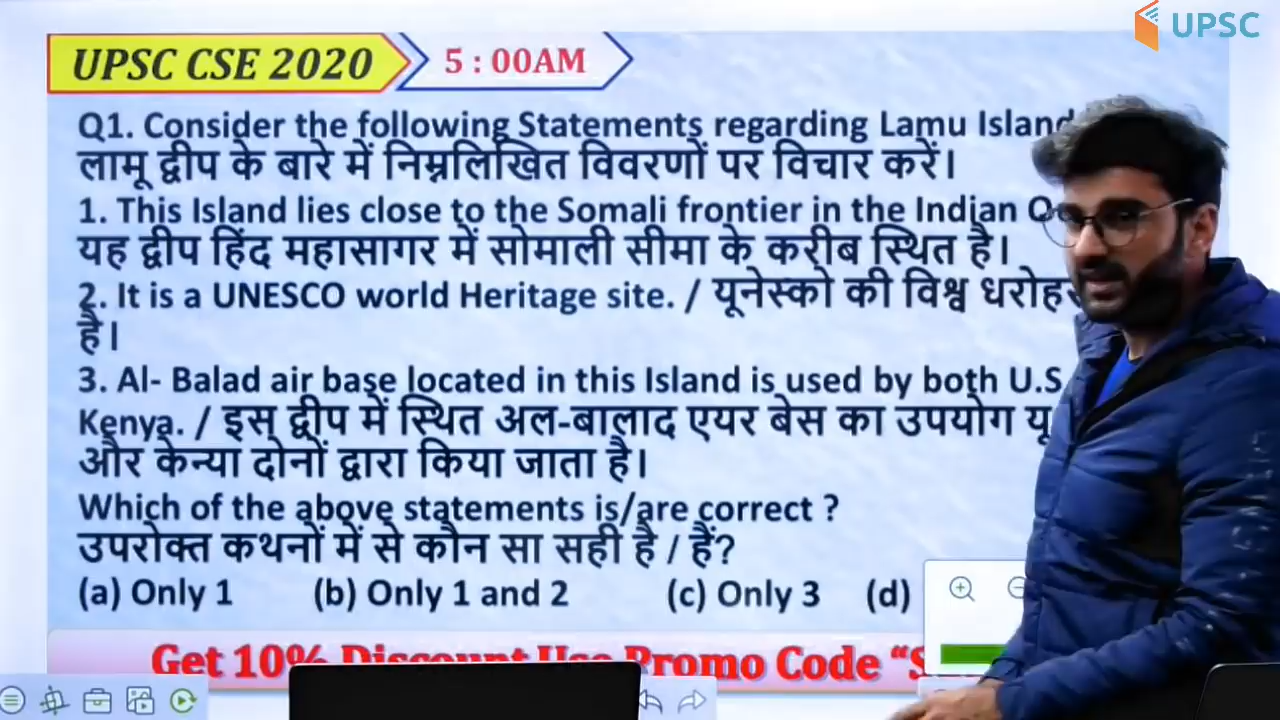 UPSC
UPSC CSE 2020
5 : 00AM
Q1. Consider the following Statements regarding Lamu Island
लामू द्वीप के बारे में निम्नलिखित विवरणों पर विचार करें।
1. This Island lies close to the Somali frontier in the Indian
यह द्वीप हिंद महासागर में सोमाली सीमा के करीब स्थित है।
2. It is a UNESCO world Heritage site. / यूनेस्को की विश्व धरोहर
है।
3. Al- Balad air base located in this Island is used by both U.S
Kenya. / इस द्वीप में स्थित अल-बालाद एयर बेस का उपयोग यू
और केन्या दोनों द्वारा किया जाता है।
Which of the above statements is/are correct ?
उपरोक्त कथनों में से कौन सा सही है / हैं?
(a) Only 1 (b) Only 1 and 2 (c) Only 3 (d)
Get 10% Discount Use Promo Code “